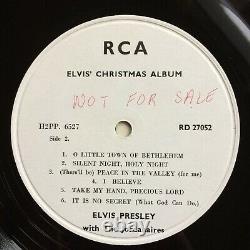 RCA
ELVIS' CHRISTMAS ALBUM
NOT FOR SALE
H2PP. 6527
RD 27052
Side 2.
1. O LITTLE TOWN OF BETHLEHEM
2. SILENT NIGHT, HOLY NIGHT
3. (There'll be) PEACE IN THE VALLEY (for me)
4. I BELIEVE
5. TAKE MY HAND, PRECIOUS LORD
6. IT IS NO SECRET (What God Can Do.)
ELVIS PRESLEY
with The